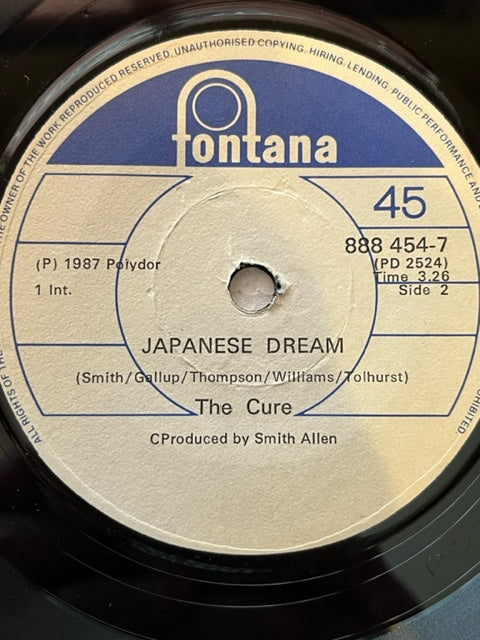 THE OWNER OF THE WORK REPRODUCED RESERVED. UNAUTHORISED COPYING. HIRING. LENDING. PUBLIC PERFORMANCE AND
fontana
45
888 454-7
(P) 1987 Polydor
(PD 2524)
1 Int.
Time 3.26
Side 2
JAPANESE DREAM
(Smith/Gallup/Thompson/Williams/Tolhurst)
The Cure
CProduced by Smith Allen
ALL RIGHTS OF THE